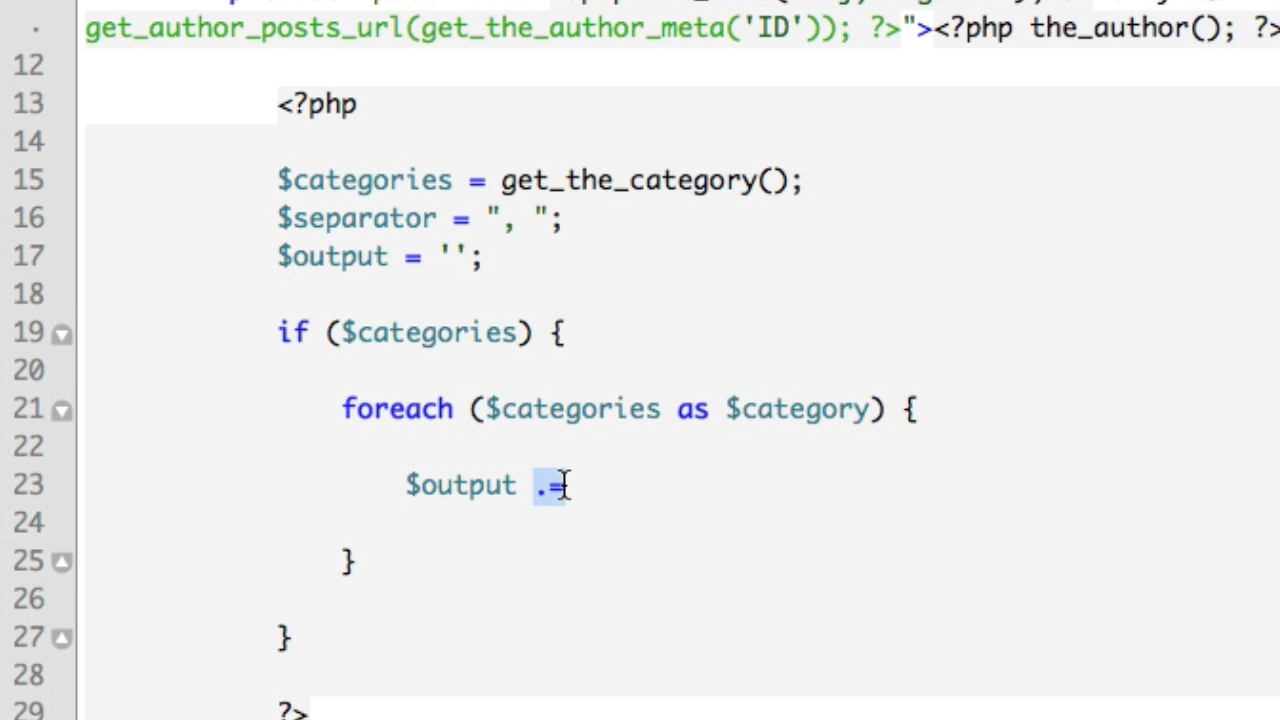 get_author_posts_url(get_the_author_meta('ID')); ?>"><?php the_author(); ?>
12
13 <?php
14
15 $categories = get_the_category();
16 $separator = ", ";
17 $output = '';
18
19 if ($categories) {
20
21 foreach ($categories as $category) {
22
23 $output .=
24
25 }
26
27 }
28
29 ?>